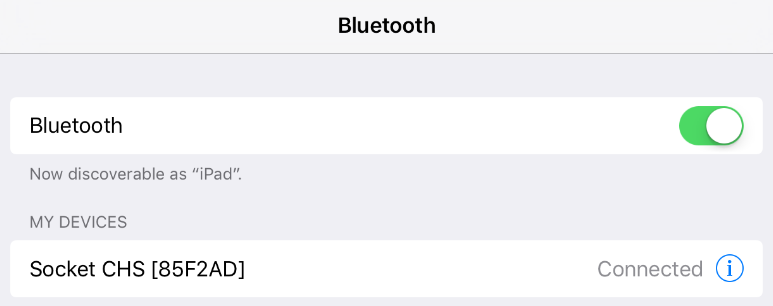 Bluetooth
Bluetooth
Now discoverable as “iPad”.
MY DEVICES
Socket CHS [85F2AD] Connected i